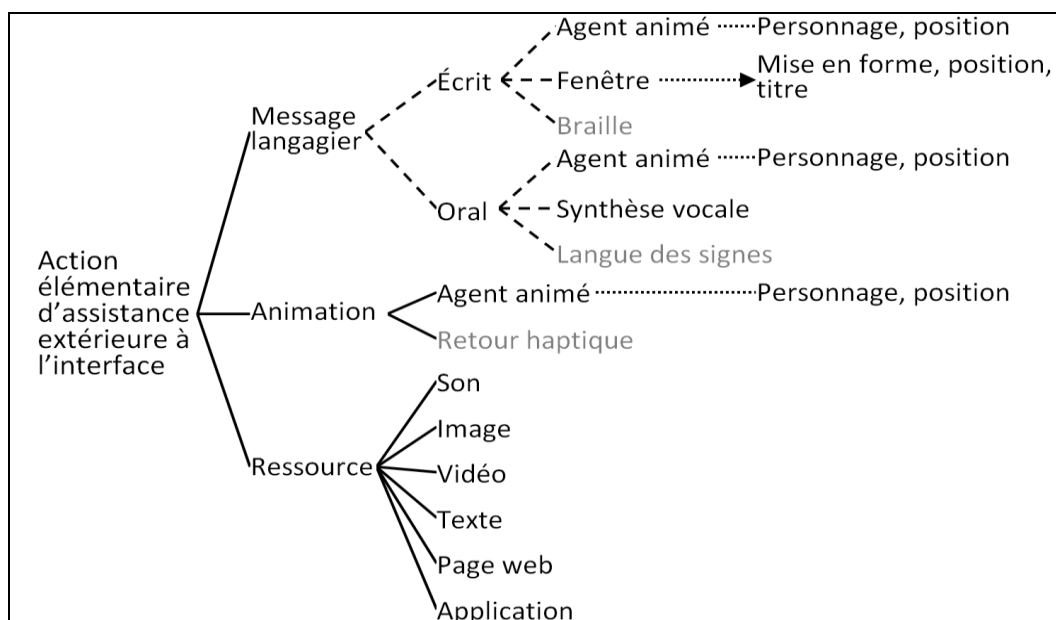 Agent animé
Personnage, position
Écrit
Fenêtre
Mise en forme, position,
titre
Message
langagier
Braille
Agent animé
Personnage, position
Oral
Synthèse vocale
Langue des signes
Action
élémentaire
d’assistance
extérieure à
l’interface
Animation
Agent animé
Personnage, position
Retour haptique
Ressource
Son
Image
Vidéo
Texte
Page web
Application